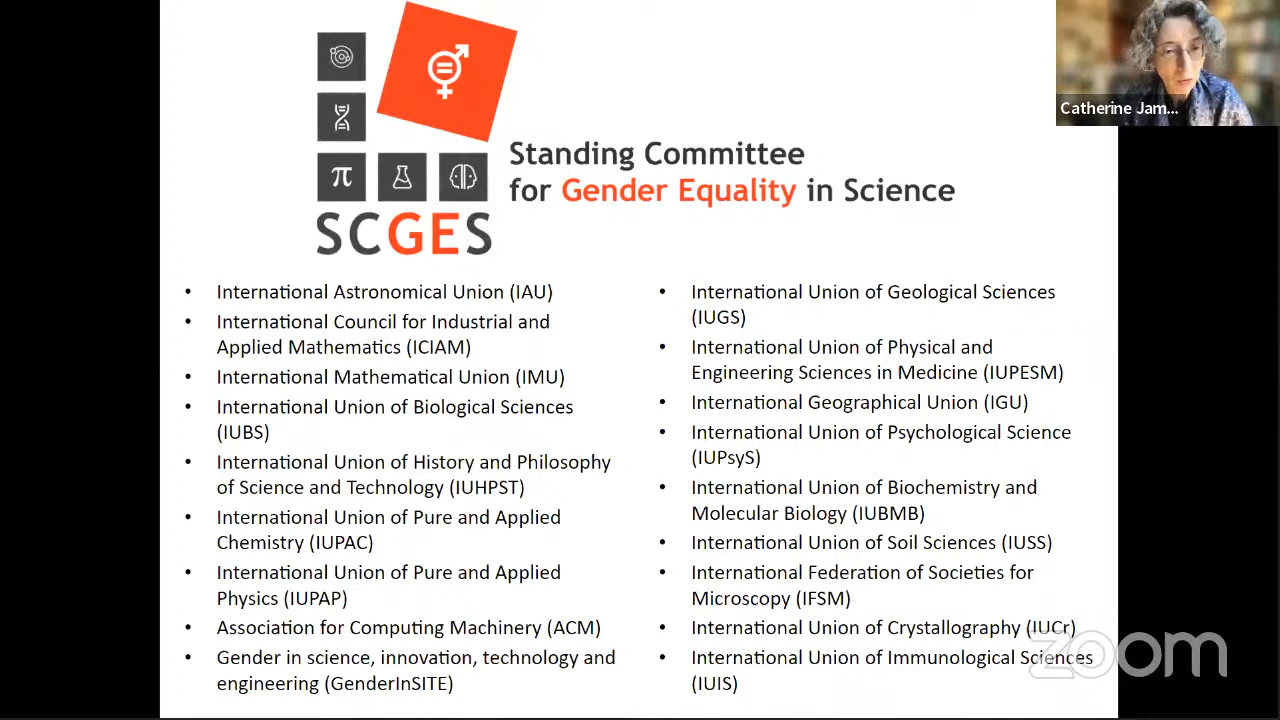 Catherine Jam...
π
Standing Committee
for Gender Equality in Science
SCGES
• International Astronomical Union (IAU)
• International Council for Industrial and
Applied Mathematics (ICIAM)
• International Mathematical Union (IMU)
• International Union of Biological Sciences
(IUBS)
• International Union of History and Philosophy
of Science and Technology (IUHPST)
• International Union of Pure and Applied
Chemistry (IUPAC)
• International Union of Pure and Applied
Physics (IUPAP)
• Association for Computing Machinery (ACM)
• Gender in science, innovation, technology and
engineering (GenderInSITE)
• International Union of Geological Sciences
(IUGS)
• International Union of Physical and
Engineering Sciences in Medicine (IUPESM)
• International Geographical Union (IGU)
• International Union of Psychological Science
(IUPsyS)
• International Union of Biochemistry and
Molecular Biology (IUBMB)
• International Union of Soil Sciences (IUSS)
• International Federation of Societies for
Microscopy (IFSM)
• International Union of Crystallography (IUCr)
• International Union of Immunological Sciences
(IUIS)
zoom